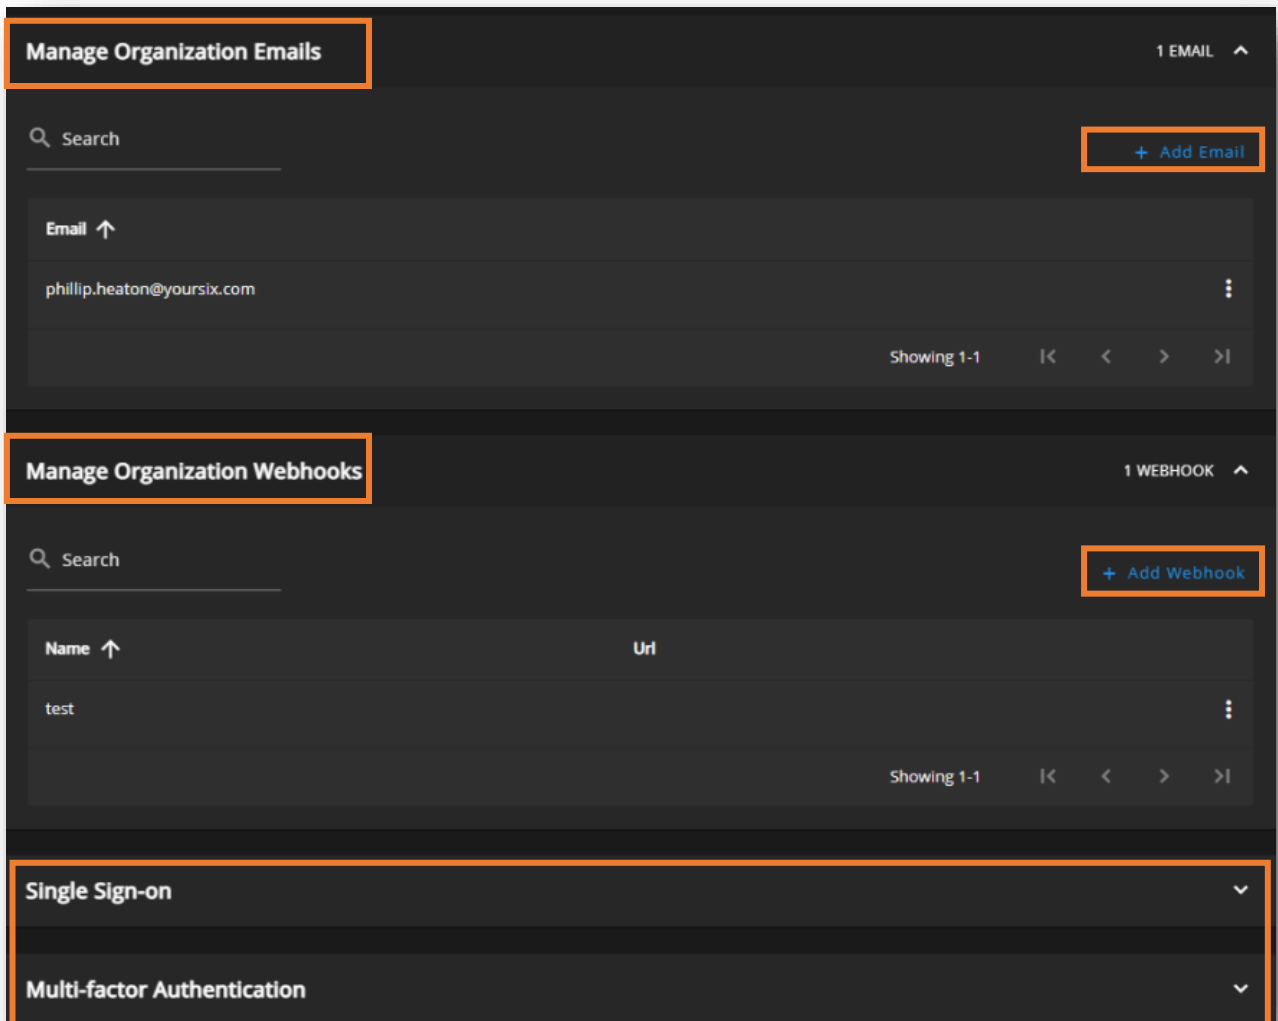 Manage Organization Emails
1 EMAIL
Search
+ Add Email
Email
phillip.heaton@yoursix.com
Showing 1-1
Manage Organization Webhooks
1 WEBHOOK
Search
+ Add Webhook
Name Url
test
Showing 1-1
Single Sign-on
Multi-factor Authentication